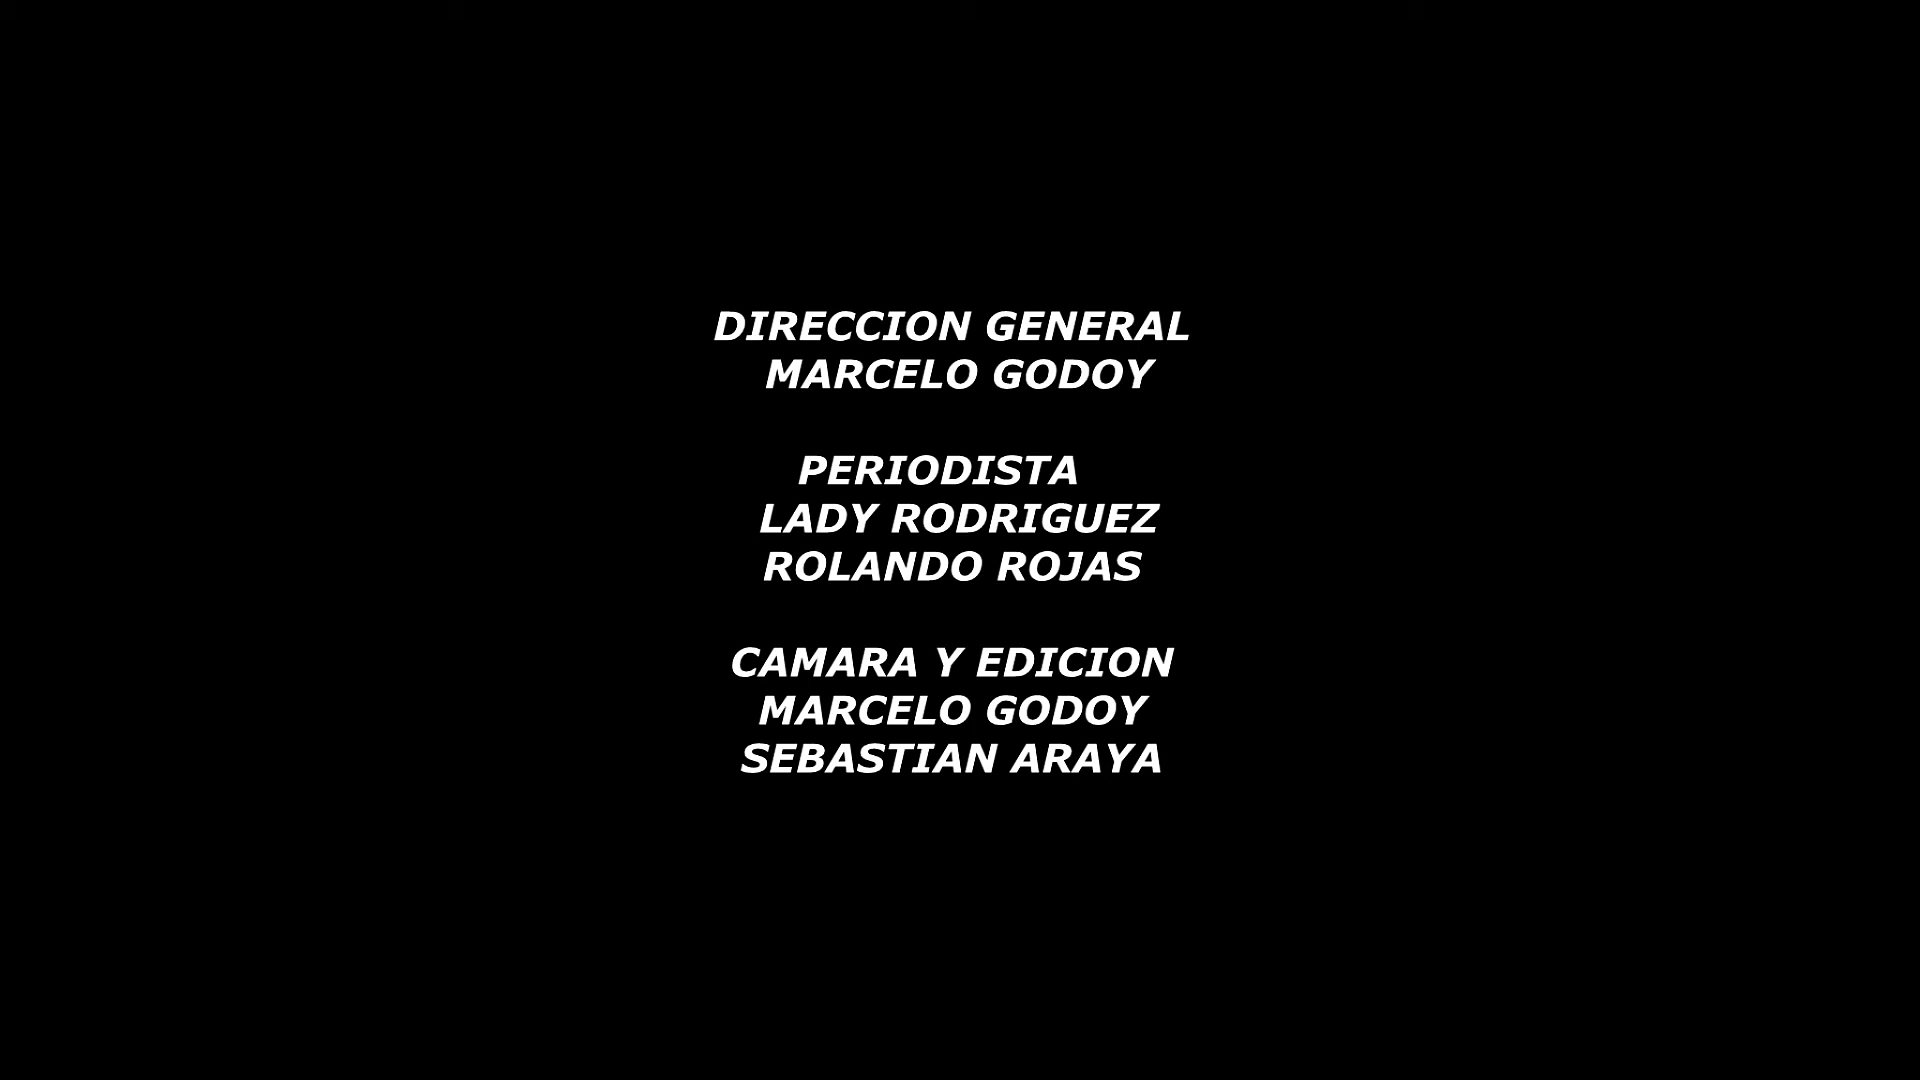 DIRECCION GENERAL
MARCELO GODOY
PERIODISTA
LADY RODRIGUEZ
ROLANDO ROJAS
CAMARA Y EDICION
MARCELO GODOY
SEBASTIAN ARAYA